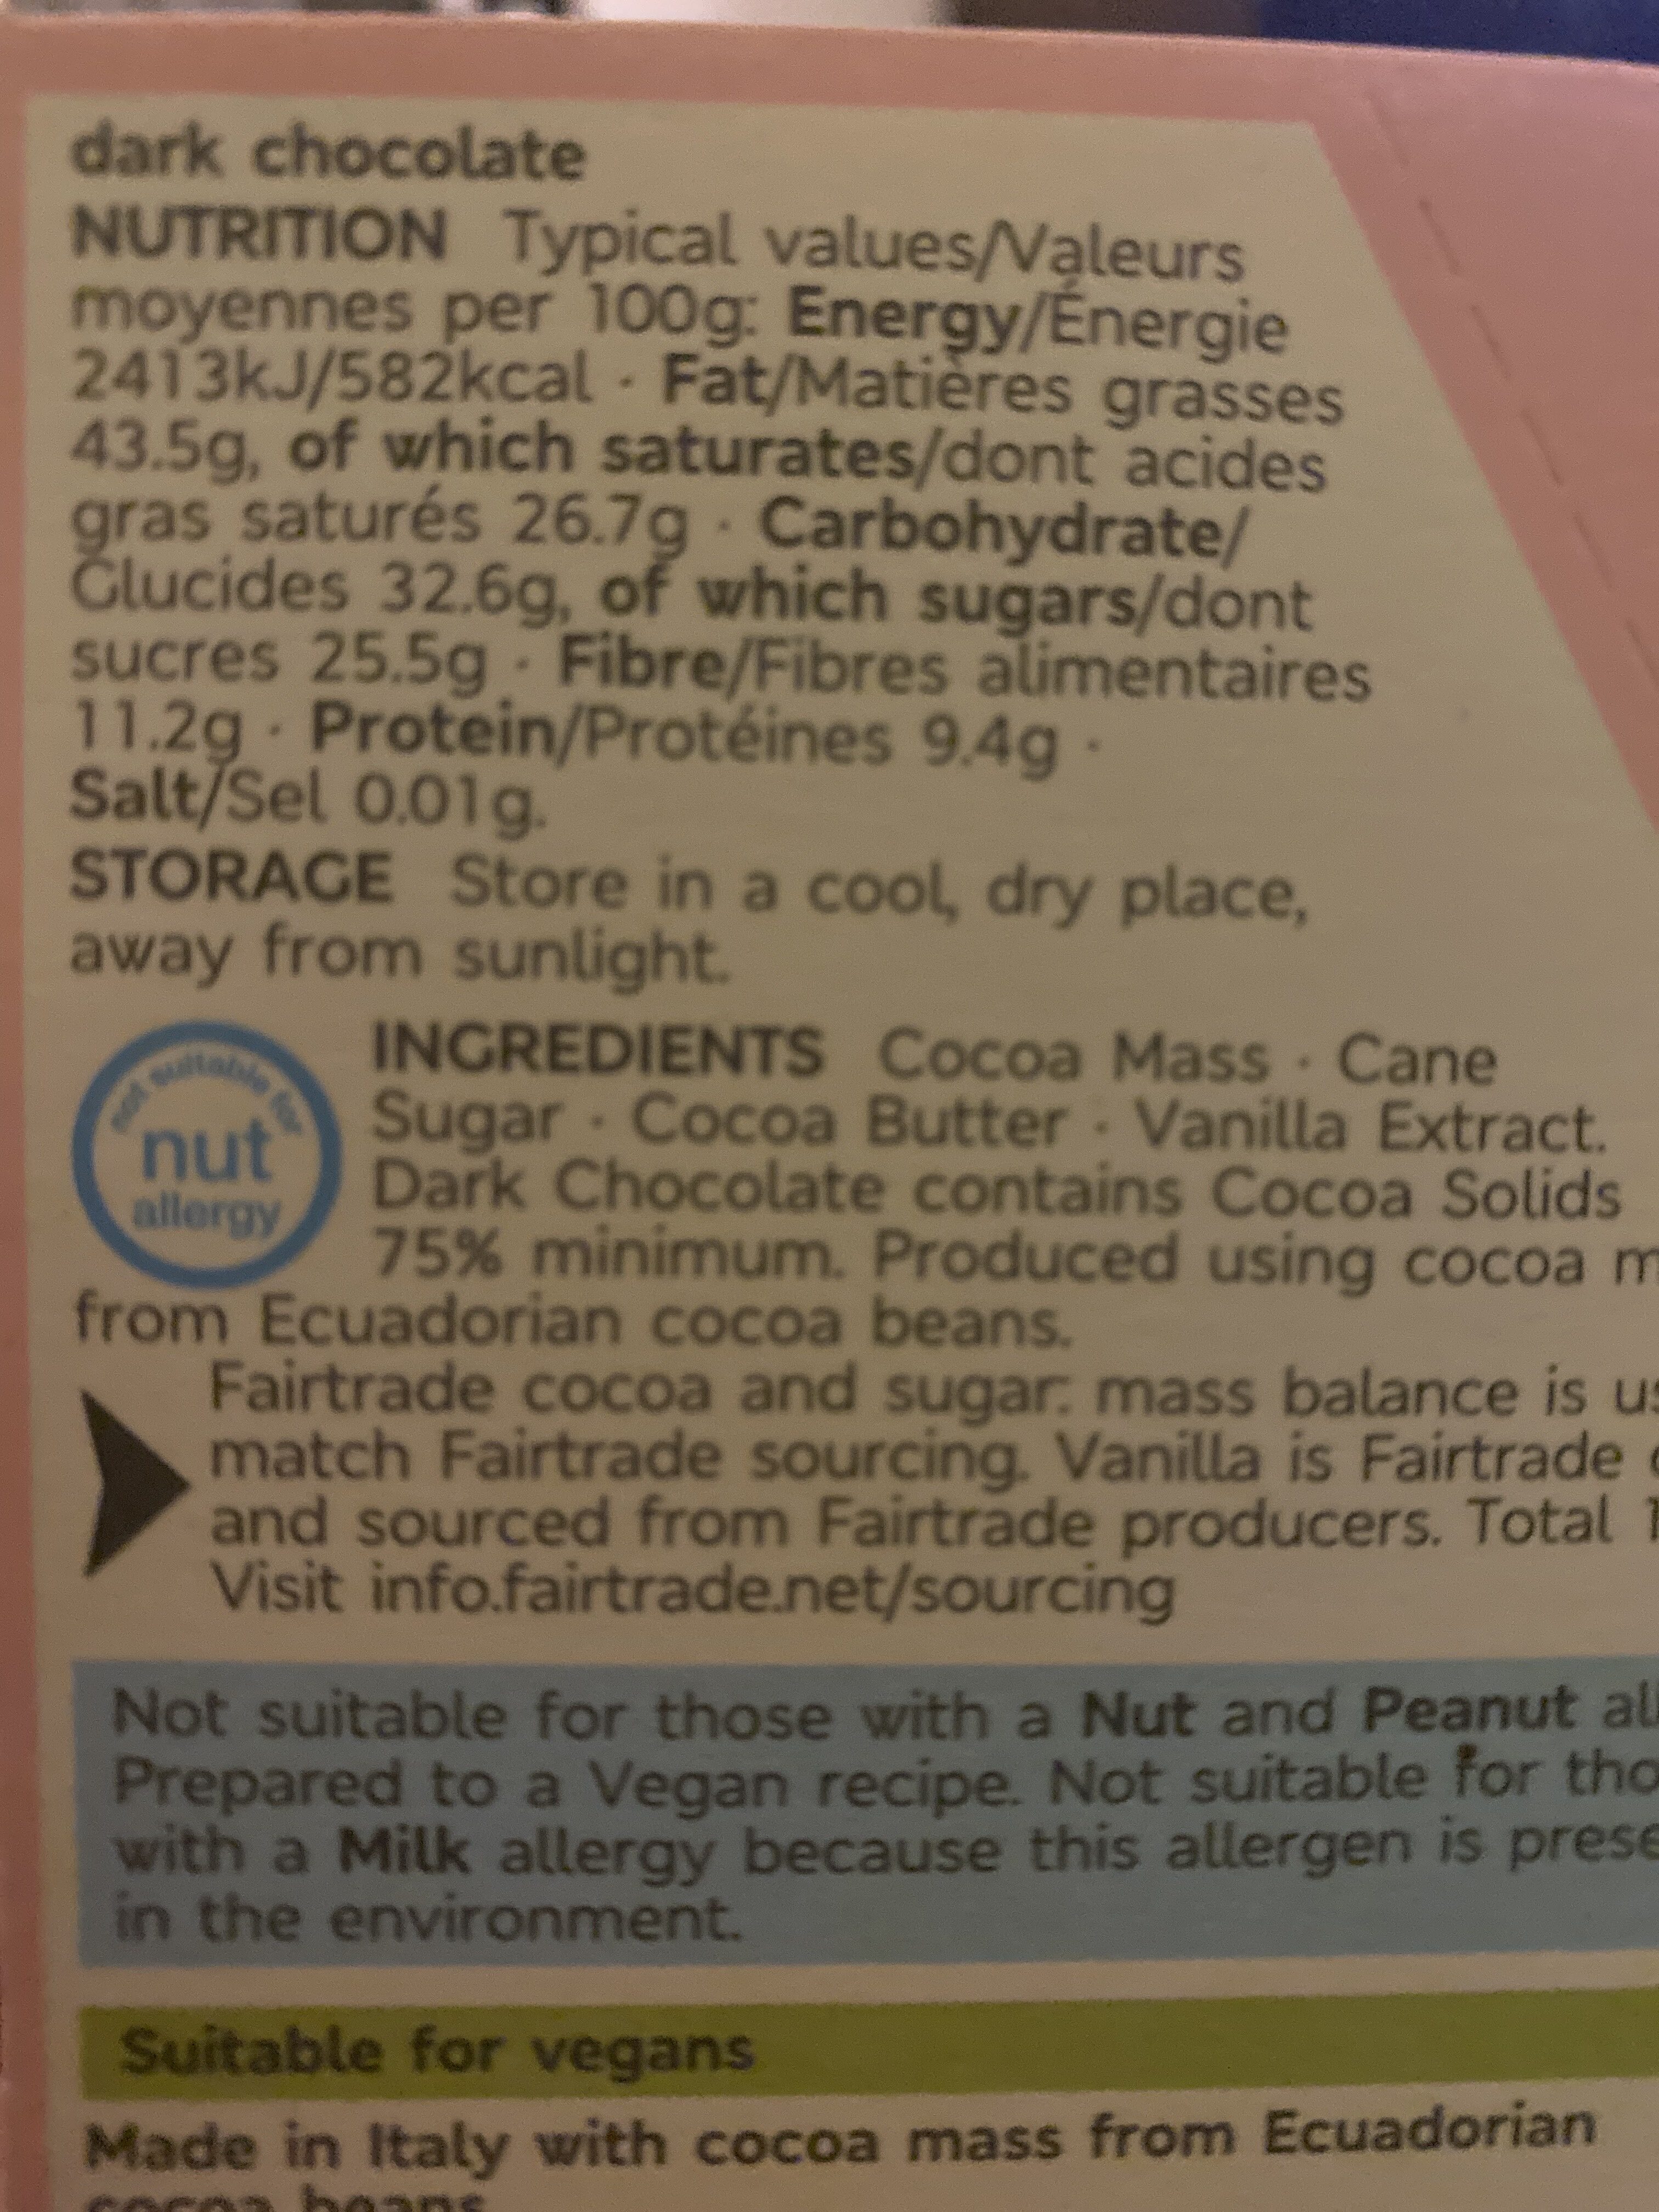 dark chocolate
NUTRITION Typical values/Valeurs
moyennes per 100g: Energy/Énergie
2413kJ/582kcal · Fat/Matières grasses
43.5g, of which saturates/dont acides
gras saturés 26.7g · Carbohydrate/
Glucides 32.6g, of which sugars/dont
sucres 25.5g · Fibre/Fibres alimentaires
11.2g · Protein/Protéines 9.4g ·
Salt/Sel 0.01g.
STORAGE Store in a cool, dry place,
away from sunlight.
not suitable for
nut
allergy
INGREDIENTS Cocoa Mass · Cane
Sugar · Cocoa Butter · Vanilla Extract.
Dark Chocolate contains Cocoa Solids
75% minimum. Produced using cocoa
from Ecuadorian cocoa beans.
Fairtrade cocoa and sugar: mass balance is
match Fairtrade sourcing. Vanilla is Fairtrade
and sourced from Fairtrade producers. Total
Visit info.fairtrade.net/sourcing
Not suitable for those with a Nut and Peanut
Prepared to a Vegan recipe. Not suitable for
with a Milk allergy because this allergen is
in the environment.
Suitable for vegans
Made in Italy with cocoa mass from Ecuadorian
cocoa beans